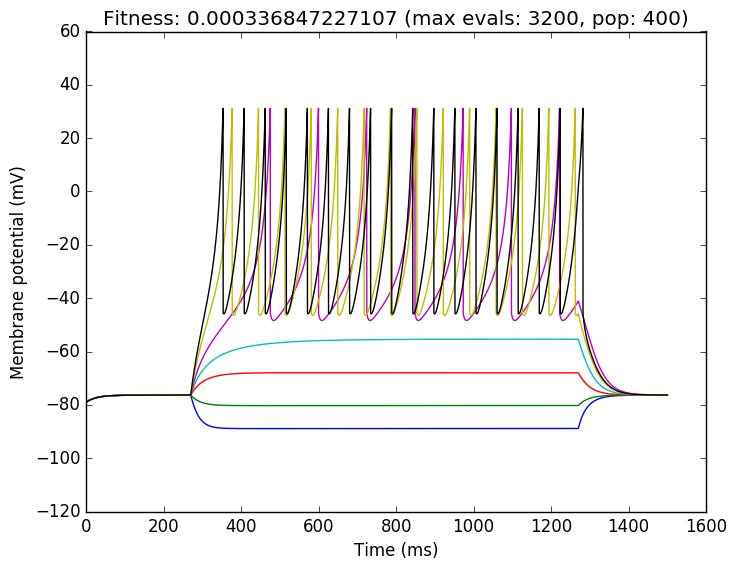 Fitness: 0.000336847227107 (max evals: 3200, pop: 400)
60
40
20
0
−20
−40
−60
−80
−100
−120
Membrane potential (mV)
0 200 400 600 800 1000 1200 1400 1600
Time (ms)